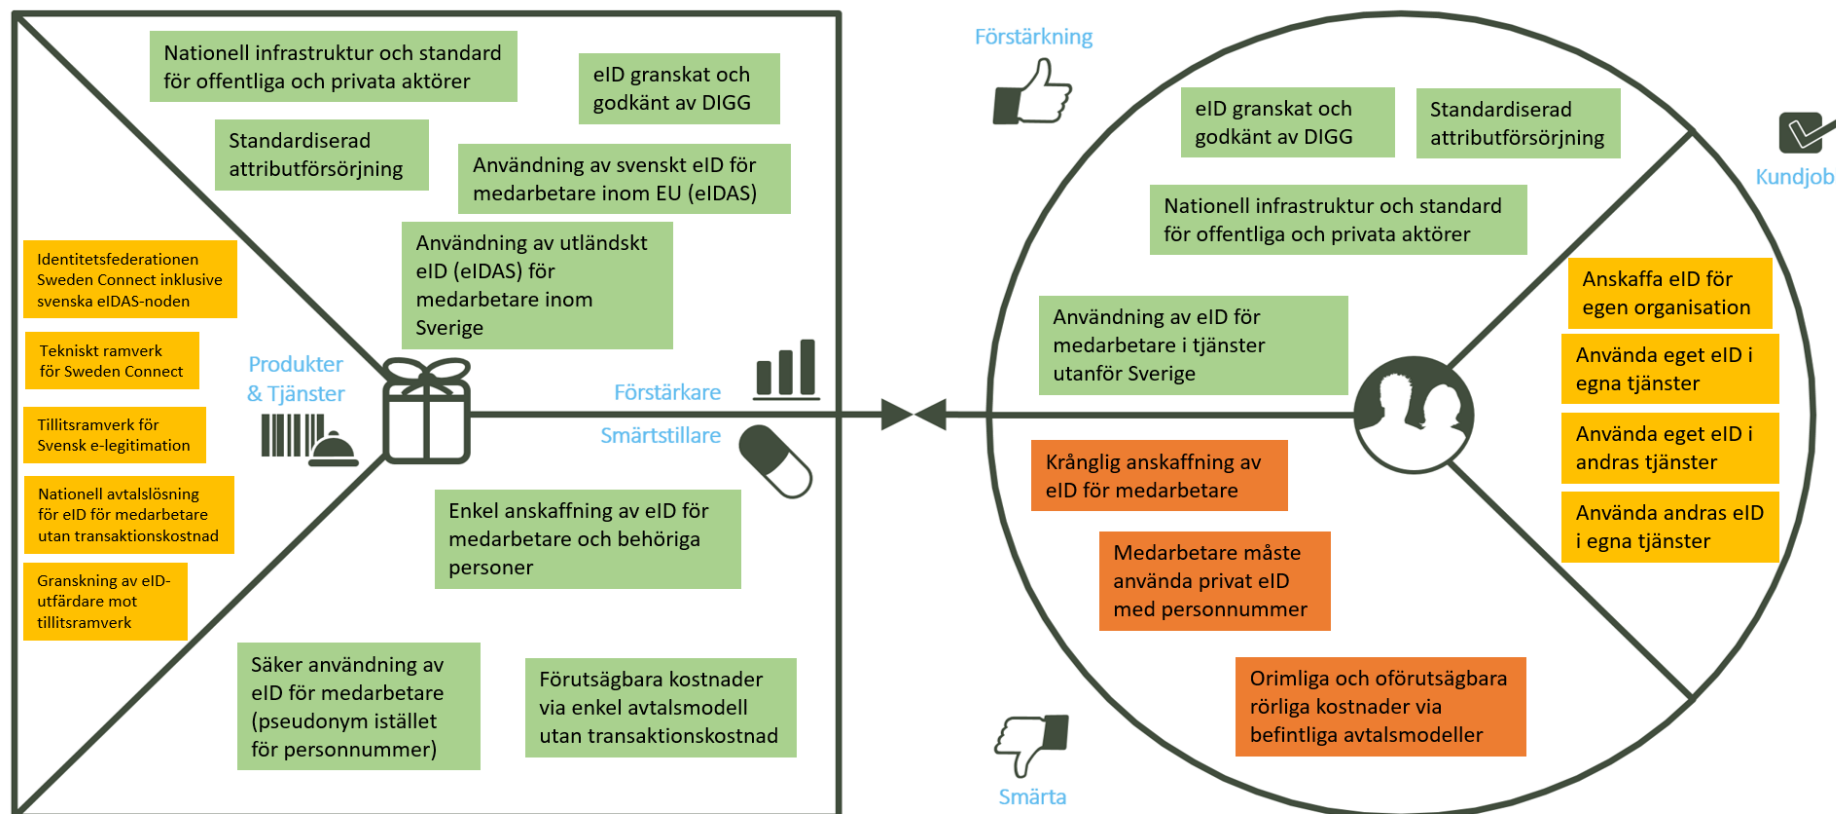 Nationell infrastruktur och standard
för offentliga och privata aktörer
eID granskat och
godkänt av DIGG
Standardiserad
attributförsörjning
Användning av svenskt eID för
medarbetare inom EU (eIDAS)
Användning av utländskt
eID (eIDAS) för
medarbetare inom
Sverige
Identitetsfederationen
Sweden Connect inklusive
svenska eIDAS-noden
Tekniskt ramverk
för Sweden Connect
Tillitsramverk för
Svensk e-legitimation
Nationell avtalslösning
för eID för medarbetare
utan transaktionskostnad
Granskning av eID-
utfärdare mot
tillitsramverk
Produkter
& Tjänster
Förstärkare
Smärtstillare
Enkel anskaffning av eID för
medarbetare och behöriga
personer
Säker användning av
eID för medarbetare
(pseudonym istället
för personnummer)
Förutsägbara kostnader
via enkel avtalsmodell
utan transaktionskostnad
Förstärkning
eID granskat och
godkänt av DIGG
Standardiserad
attributförsörjning
Nationell infrastruktur och standard
för offentliga och privata aktörer
Användning av eID för
medarbetare i tjänster
utanför Sverige
Kundjob
Anskaffa eID för
egen organisation
Använda eget eID i
egna tjänster
Använda eget eID i
andras tjänster
Använda andras eID
i egna tjänster
Krånglig anskaffning av
eID för medarbetare
Medarbetare måste
använda privat eID
med personnummer
Orimliga och oförutsägbara
rörliga kostnader via
befintliga avtalsmodeller
Smärta